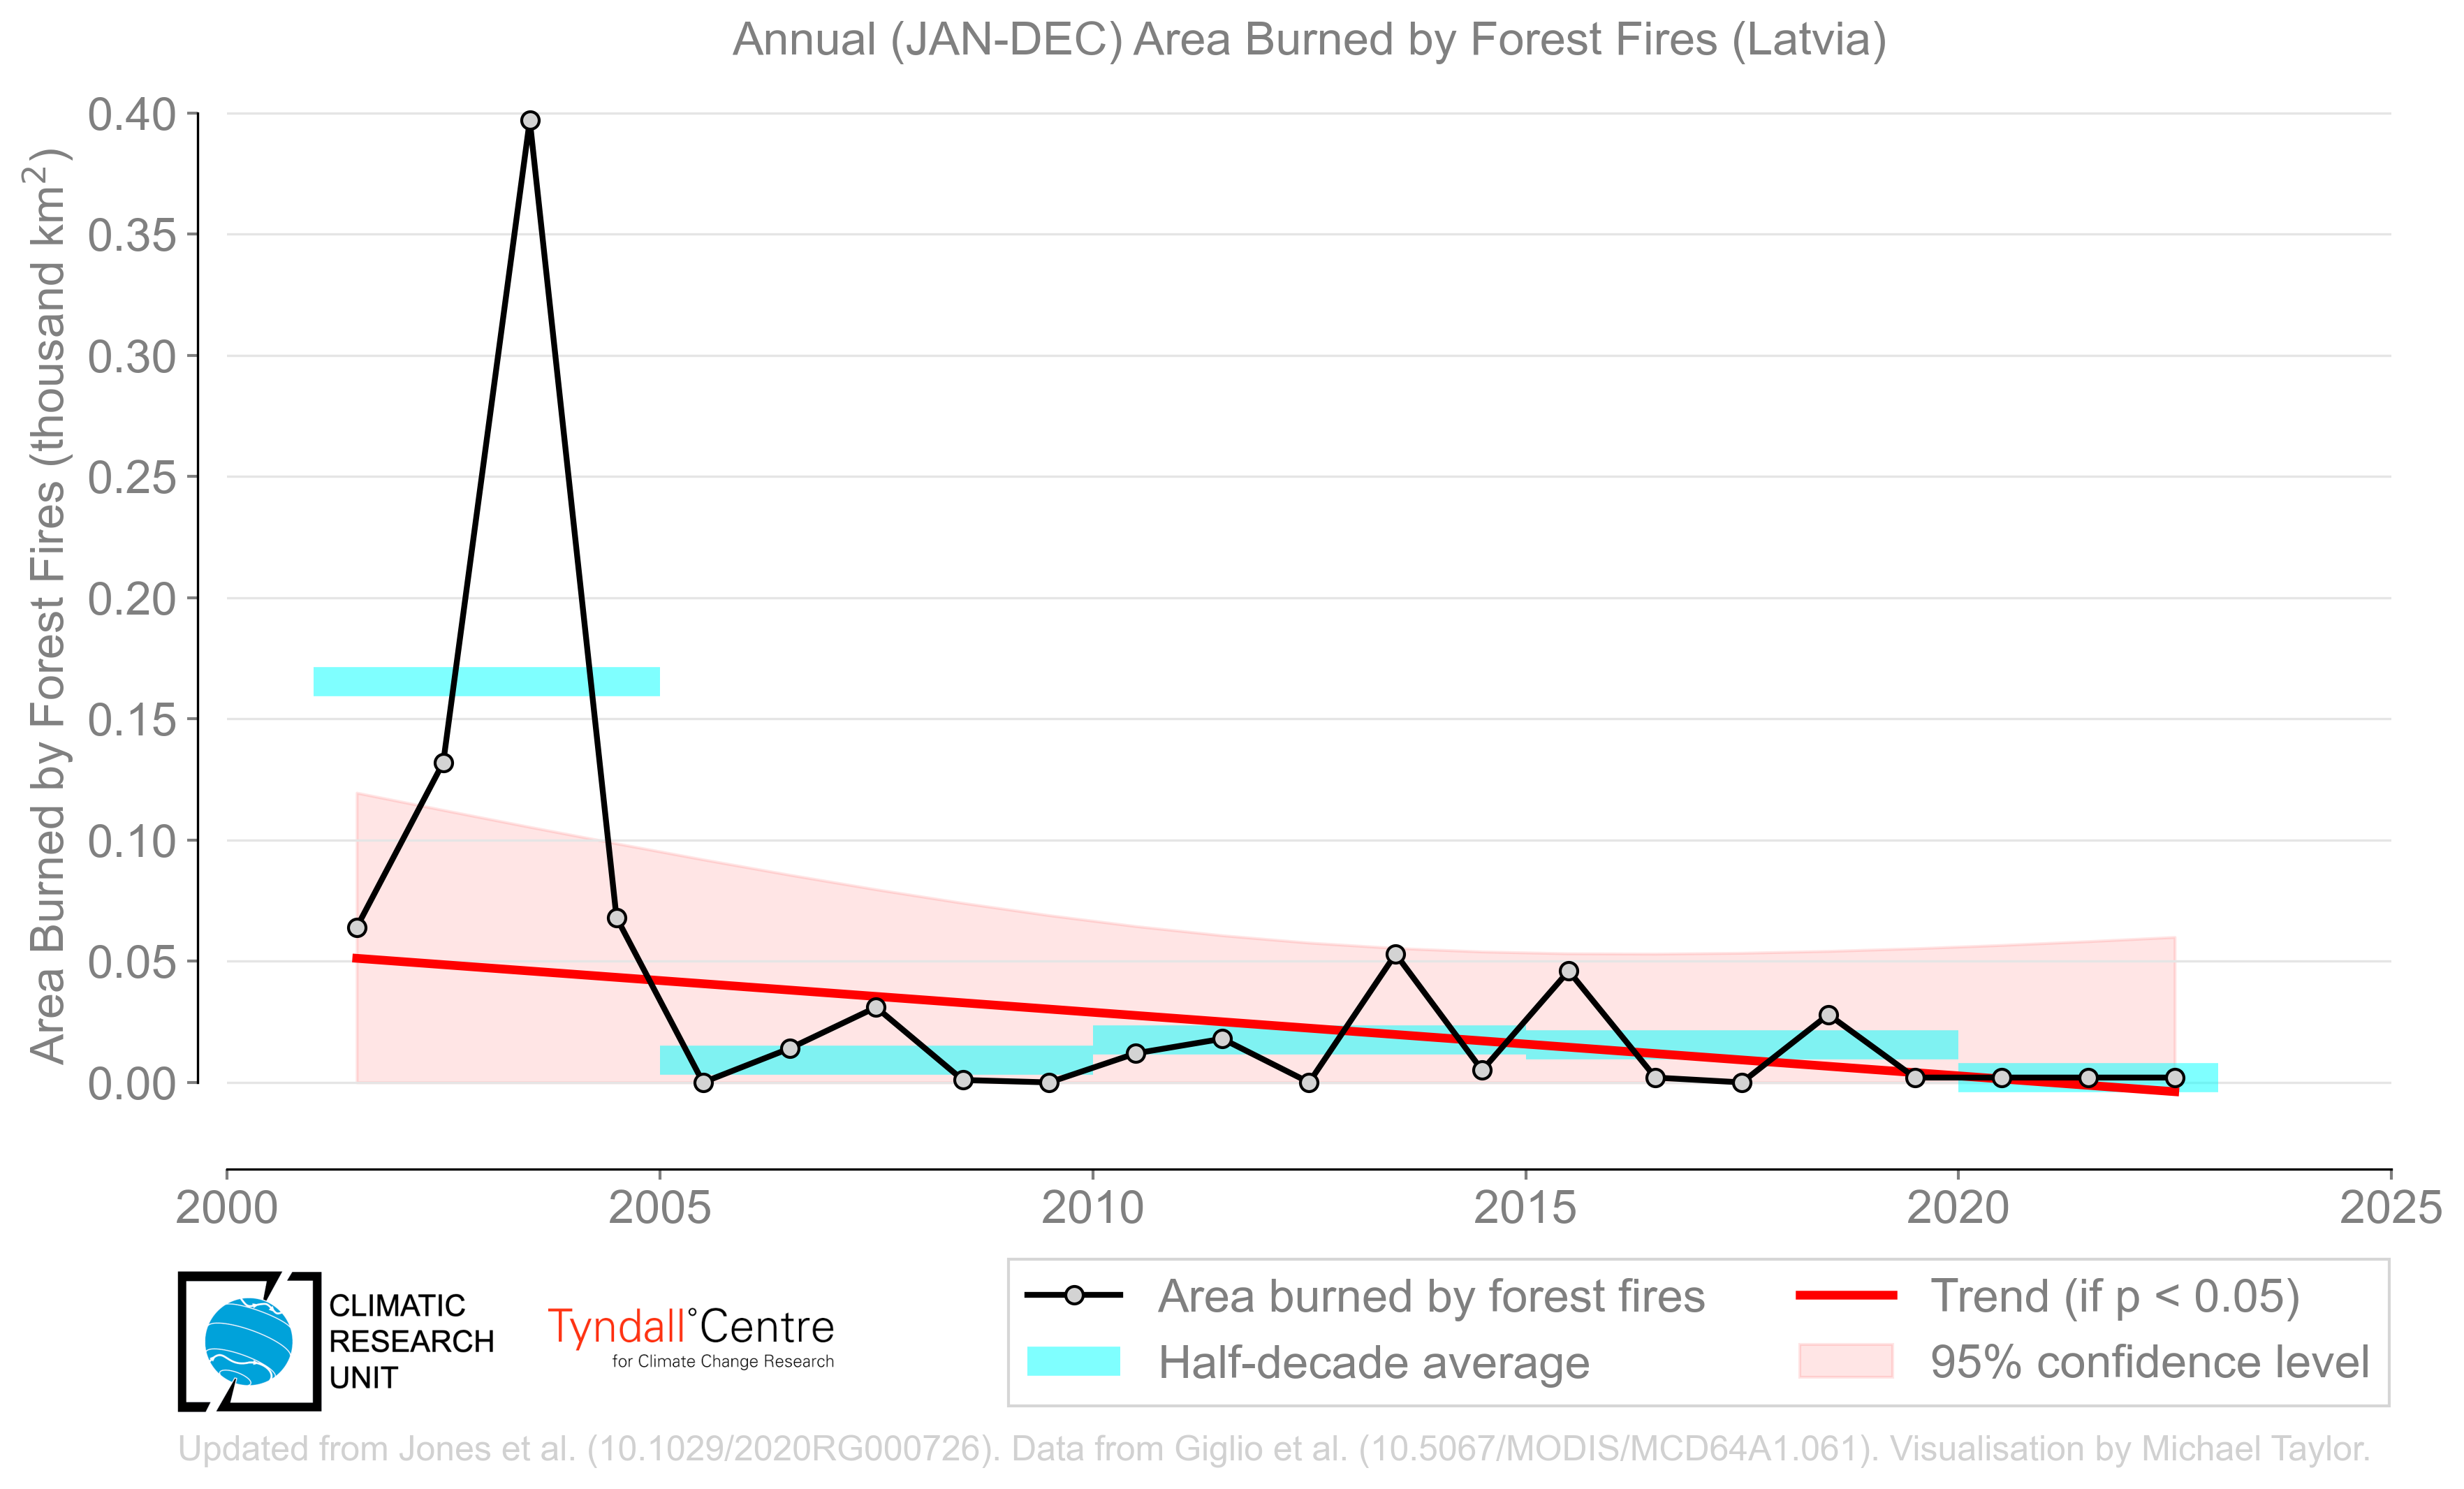 Annual (JAN-DEC) Area Burned by Forest Fires (Latvia)
Area Burned by Forest Fires (thousand km²)
0.40
0.35
0.30
0.25
0.20
0.15
0.10
0.05
0.00
2000 2005 2010 2015 2020 2025
CLIMATIC
RESEARCH
UNIT
Tyndall°Centre
for Climate Change Research
Area burned by forest fires
Half-decade average
Trend (if p < 0.05)
95% confidence level
Updated from Jones et al. (10.1029/2020RG000726). Data from Giglio et al. (10.5067/MODIS/MCD64A1.061). Visualisation by Michael Taylor.